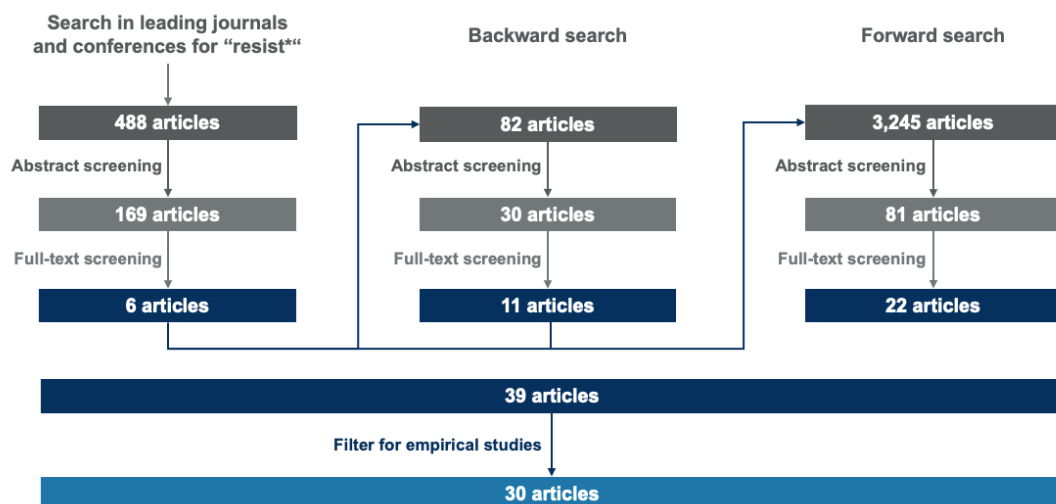 Search in leading journals
and conferences for “resist*“
Backward search
Forward search
488 articles
82 articles
3,245 articles
Abstract screening
Abstract screening
Abstract screening
169 articles
30 articles
81 articles
Full-text screening
Full-text screening
Full-text screening
6 articles
11 articles
22 articles
39 articles
Filter for empirical studies
30 articles